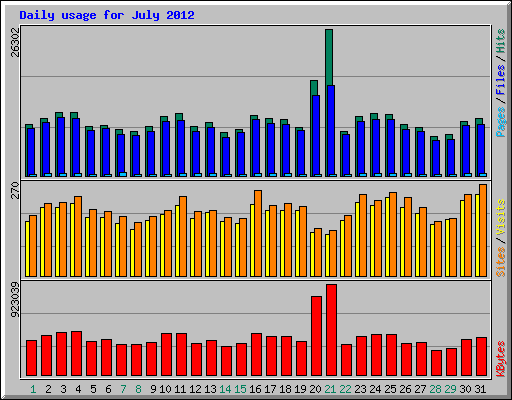 Daily usage for July 2012
26302
Pages / Files / Hits
270
Sites / Visits
923039
KBytes
1 2 3 4 5 6 7 8 9 10 11 12 13 14 15 16 17 18 19 20 21 22 23 24 25 26 27 28 29 30 31